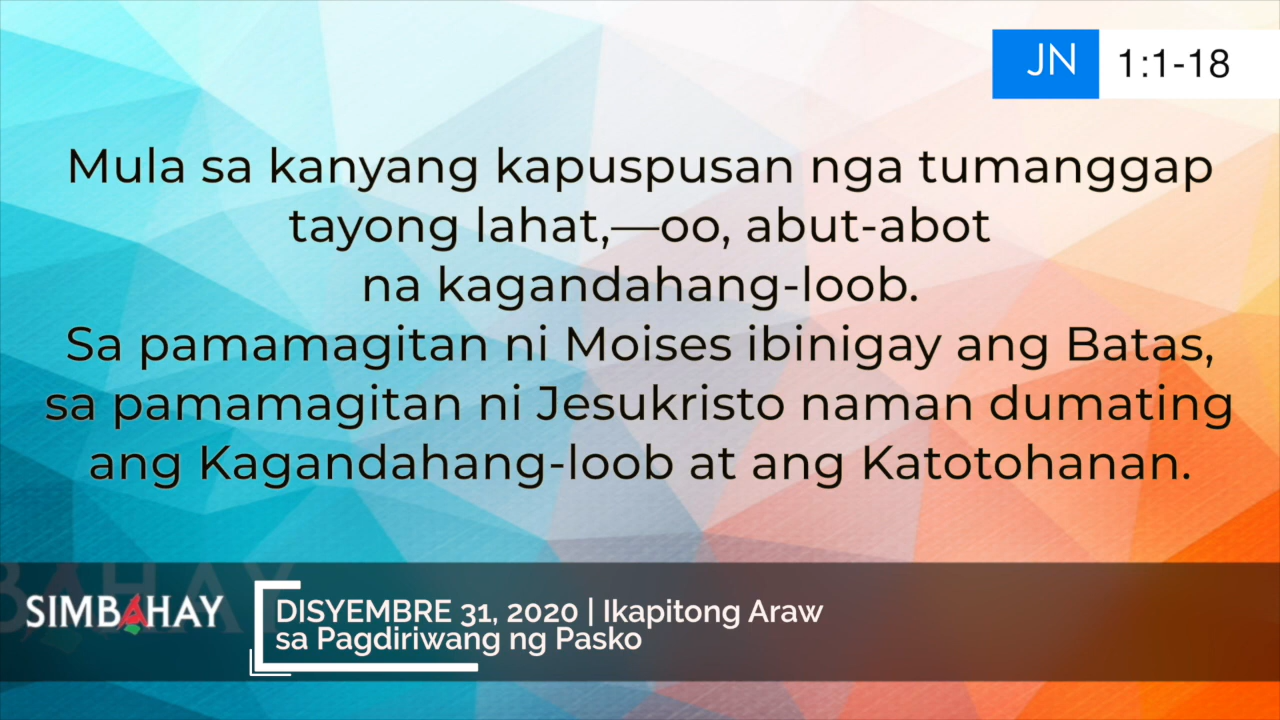 JN 1:1-18
Mula sa kanyang kapuspusan nga tumanggap
tayong lahat,—oo, abut-abot
na kagandahang-loob.
Sa pamamagitan ni Moises ibinigay ang Batas,
sa pamamagitan ni Jesukristo naman dumating
ang Kagandahang-loob at ang Katotohanan.
SIMBAHAY
DISYEMBRE 31, 2020 | Ikapitong Araw
sa Pagdiriwang ng Pasko